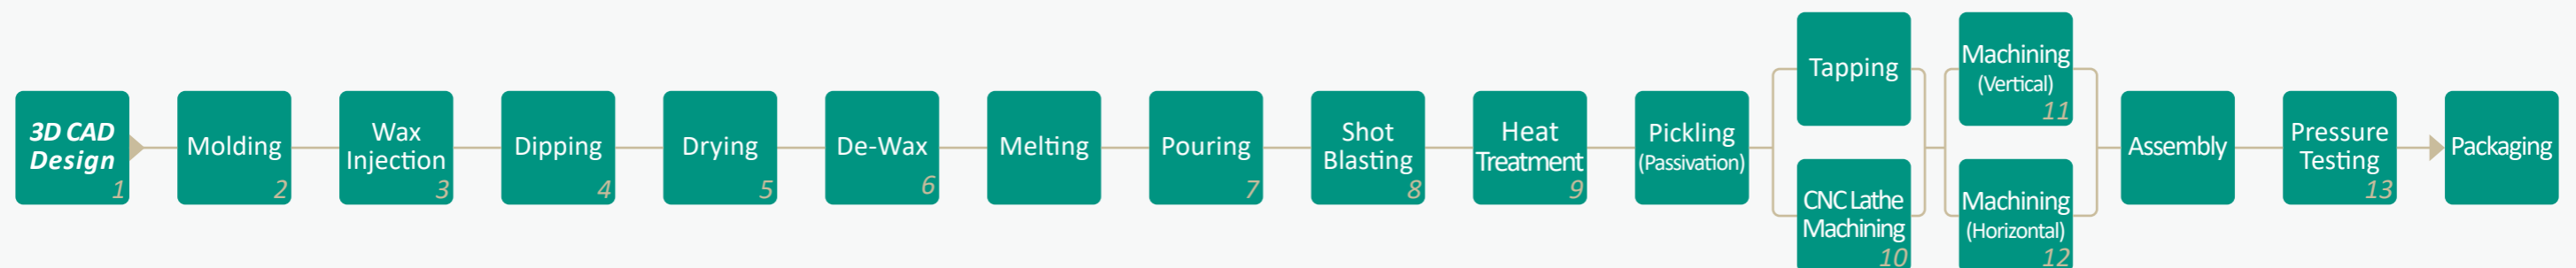 3D CAD
Design
1
Molding
2
Wax
Injection
3
Dipping
4
Drying
5
De-Wax
6
Melting
Pouring
7
Shot
Blasting
8
Heat
Treatment
9
Pickling
(Passivation)
Tapping
CNC Lathe
Machining
10
Machining
(Vertical)
11
Machining
(Horizontal)
12
Assembly
Pressure
Testing
13
Packaging